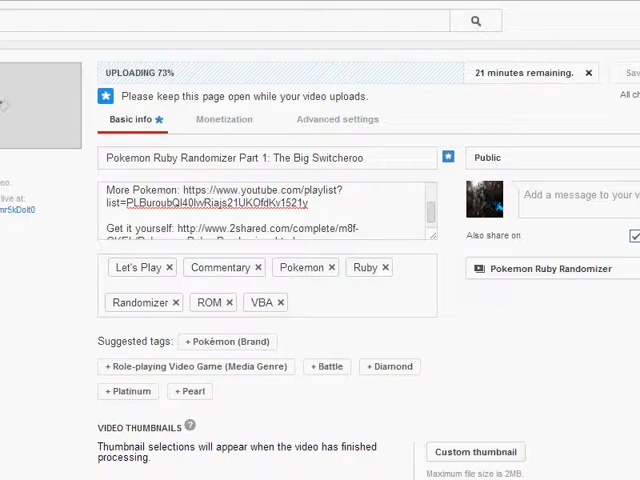 UPLOADING 73%
21 minutes remaining.
Sav
Please keep this page open while your video uploads.
All ch
Basic info
Monetization
Advanced settings
Pokemon Ruby Randomizer Part 1: The Big Switcheroo
Public
More Pokemon: https://www.youtube.com/playlist?
Add a message to your v
Get it yourself: http://www.2shared.com/complete/m8f-
Also share on
Let's Play
Commentary
Pokemon
Ruby
Pokemon Ruby Randomizer
Randomizer
ROM
VBA
Suggested tags:
+ Pokémon (Brand)
+ Role-playing Video Game (Media Genre)
+ Battle
+ Diamond
+ Platinum
+ Pearl
VIDEO THUMBNAILS ?
Thumbnail selections will appear when the video has finished
processing.
Custom thumbnail
Maximum file size is 2MB.